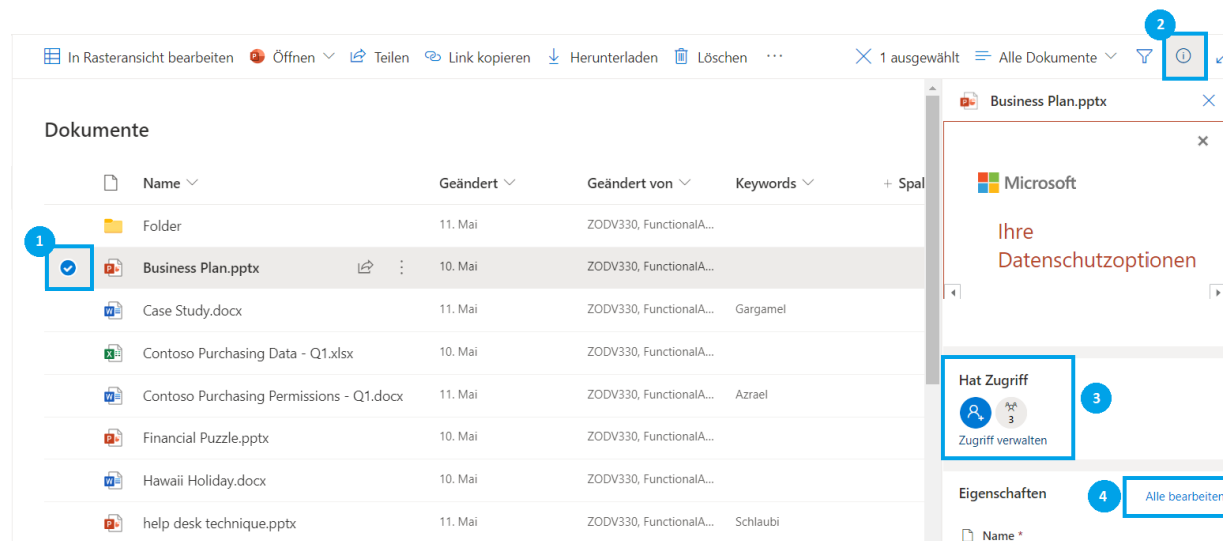 2
In Rasteransicht bearbeiten Öffnen Teilen Link kopieren Herunterladen Löschen ··· 1 ausgewählt Alle Dokumente
Business Plan.pptx
Dokumente
Microsoft
Name Geändert Geändert von Keywords + Spal
Ihre
Datenschutzoptionen
Folder 11. Mai ZODV330, FunctionalA...
1
Business Plan.pptx 10. Mai ZODV330, FunctionalA...
Case Study.docx 11. Mai ZODV330, FunctionalA... Gargamel
Contoso Purchasing Data - Q1.xlsx 10. Mai ZODV330, FunctionalA...
Contoso Purchasing Permissions - Q1.docx 11. Mai ZODV330, FunctionalA... Azrael
Financial Puzzle.pptx 10. Mai ZODV330, FunctionalA...
Hawaii Holiday.docx 10. Mai ZODV330, FunctionalA...
help desk technique.pptx 11. Mai ZODV330, FunctionalA... Schlaubi
Hat Zugriff
3
3
Zugriff verwalten
Eigenschaften 4 Alle bearbeiten
Name *